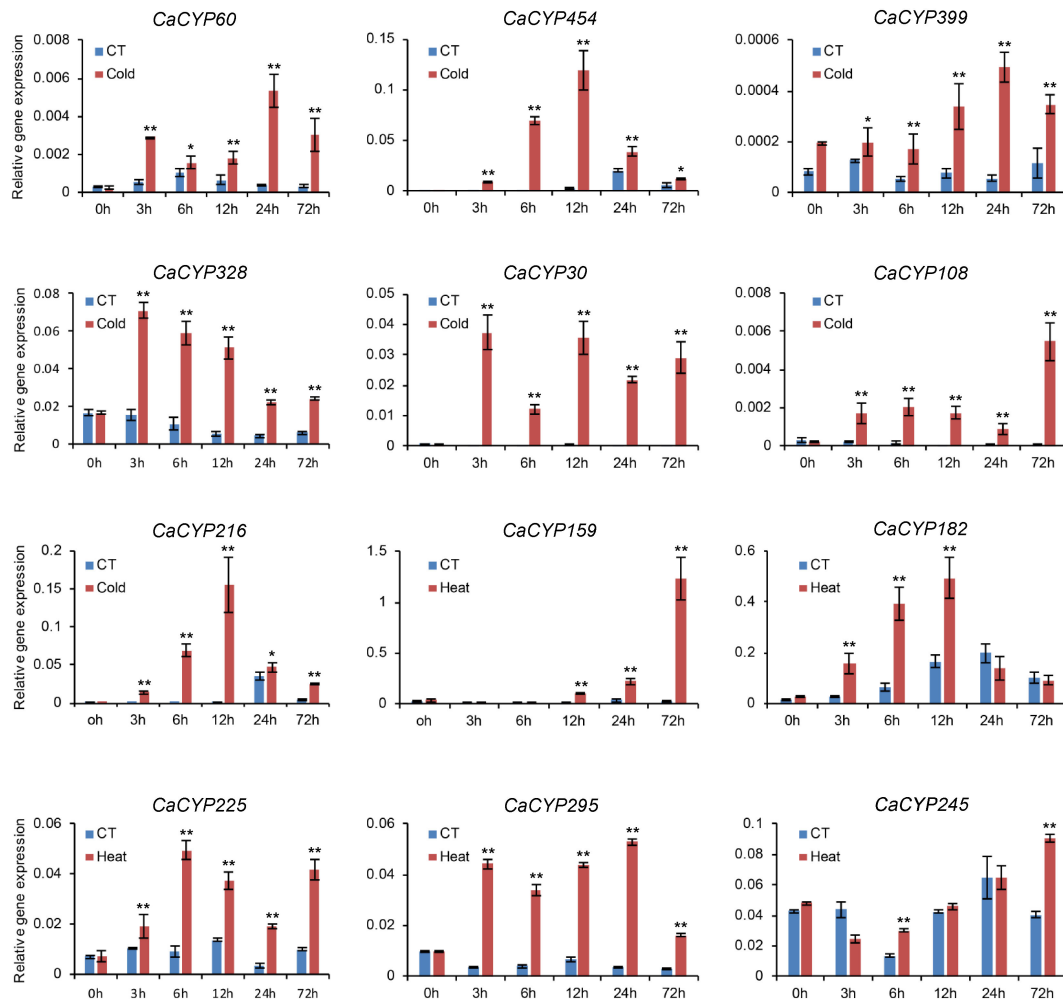 CaCYP60 CaCYP454 CaCYP399
Relative gene expression
0.008 0.006 0.004 0.002 0
CT
Cold
** * ** ** **
0h 3h 6h 12h 24h 72h
0.15 0.10 0.05 0
CT
Cold
** ** ** ** *
0h 3h 6h 12h 24h 72h
0.0006 0.0004 0.0002 0
CT
Cold
* ** ** ** **
0h 3h 6h 12h 24h 72h
CaCYP328 CaCYP30 CaCYP108
Relative gene expression
0.08 0.06 0.04 0.02 0
CT
Cold
** ** ** ** **
0h 3h 6h 12h 24h 72h
0.05 0.04 0.03 0.02 0.01 0
CT
Cold
** ** ** ** **
0h 3h 6h 12h 24h 72h
0.008 0.006 0.004 0.002 0
CT
Cold
** ** ** ** **
0h 3h 6h 12h 24h 72h
CaCYP216 CaCYP159 CaCYP182
Relative gene expression
0.2 0.15 0.1 0.05 0
CT
Cold
** ** ** * **
oh 3h 6h 12h 24h 72h
1.5 1 0.5 0
CT
Heat
** ** **
oh 3h 6h 12h 24h 72h
0.6 0.4 0.2 0
CT
Heat
** ** **
0h 3h 6h 12h 24h 72h
CaCYP225 CaCYP295 CaCYP245
Relative gene expression
0.06 0.04 0.02 0
CT
Heat
** ** ** ** **
0h 3h 6h 12h 24h 72h
0.06 0.04 0.02 0
CT
Heat
** ** ** ** **
0h 3h 6h 12h 24h 72h
0.1 0.08 0.06 0.04 0.02 0
CT
Heat
** **
0h 3h 6h 12h 24h 72h